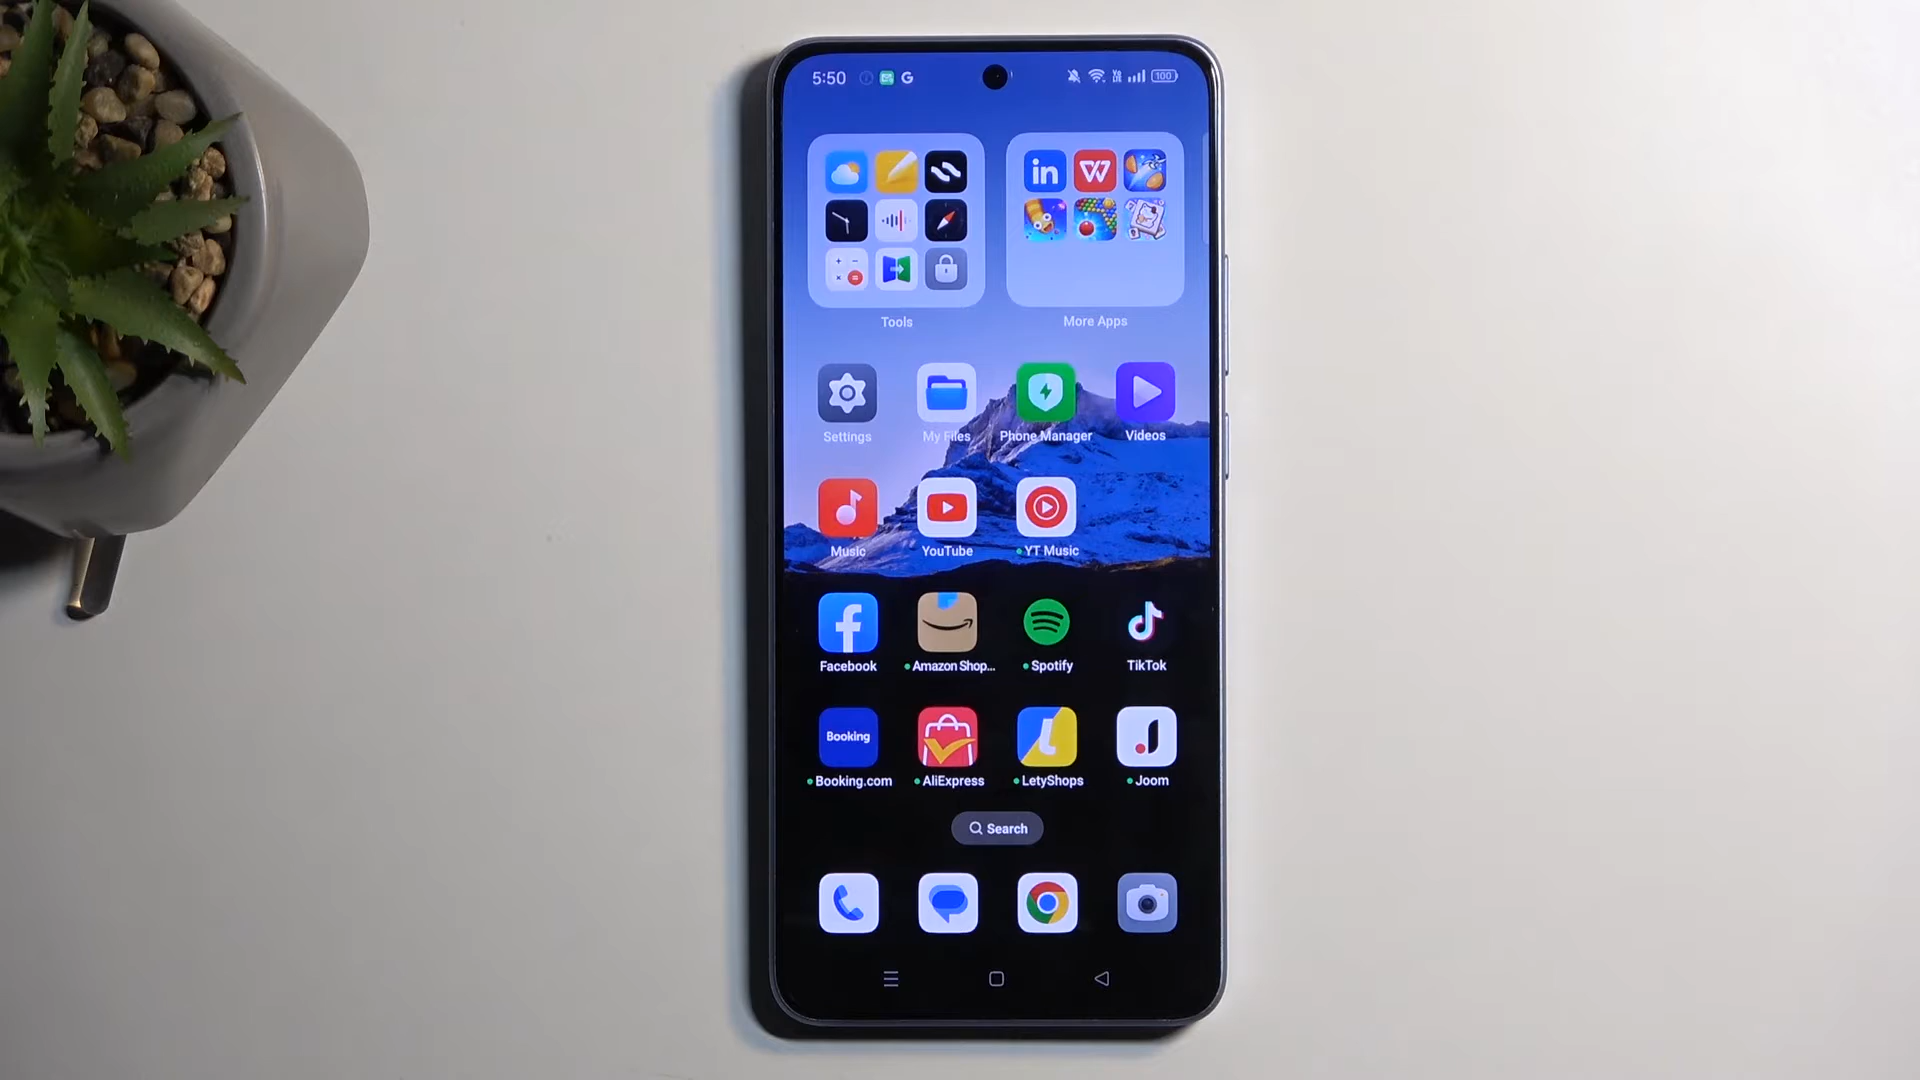 5:50
100
Tools
More Apps
Settings
My Files
Phone Manager
Videos
Music
YouTube
YT Music
Facebook
Amazon Shop...
Spotify
TikTok
Booking
Booking.com
AliExpress
LetyShops
Joom
Search